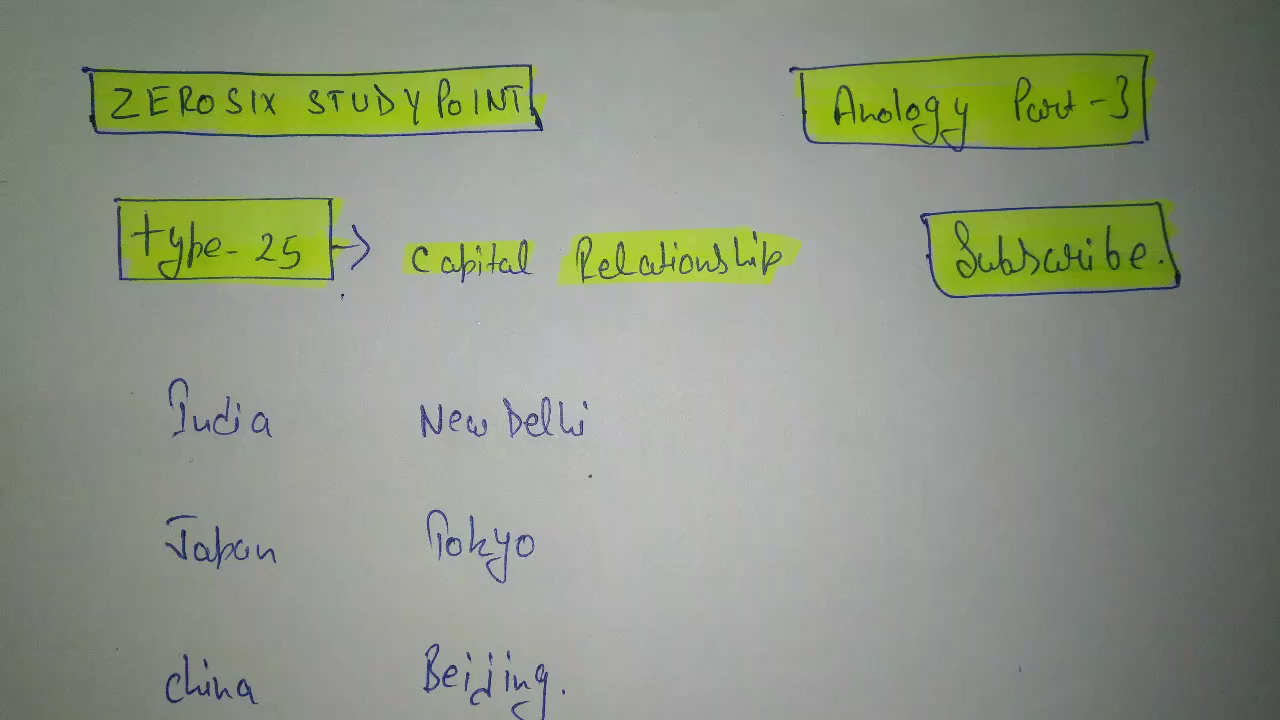 ZEROSIX STUDY POINT
Anology Part-3
type-25 → Capital Relationship
Subscribe.
India New Delhi
Japan Tokyo
china Beijing.